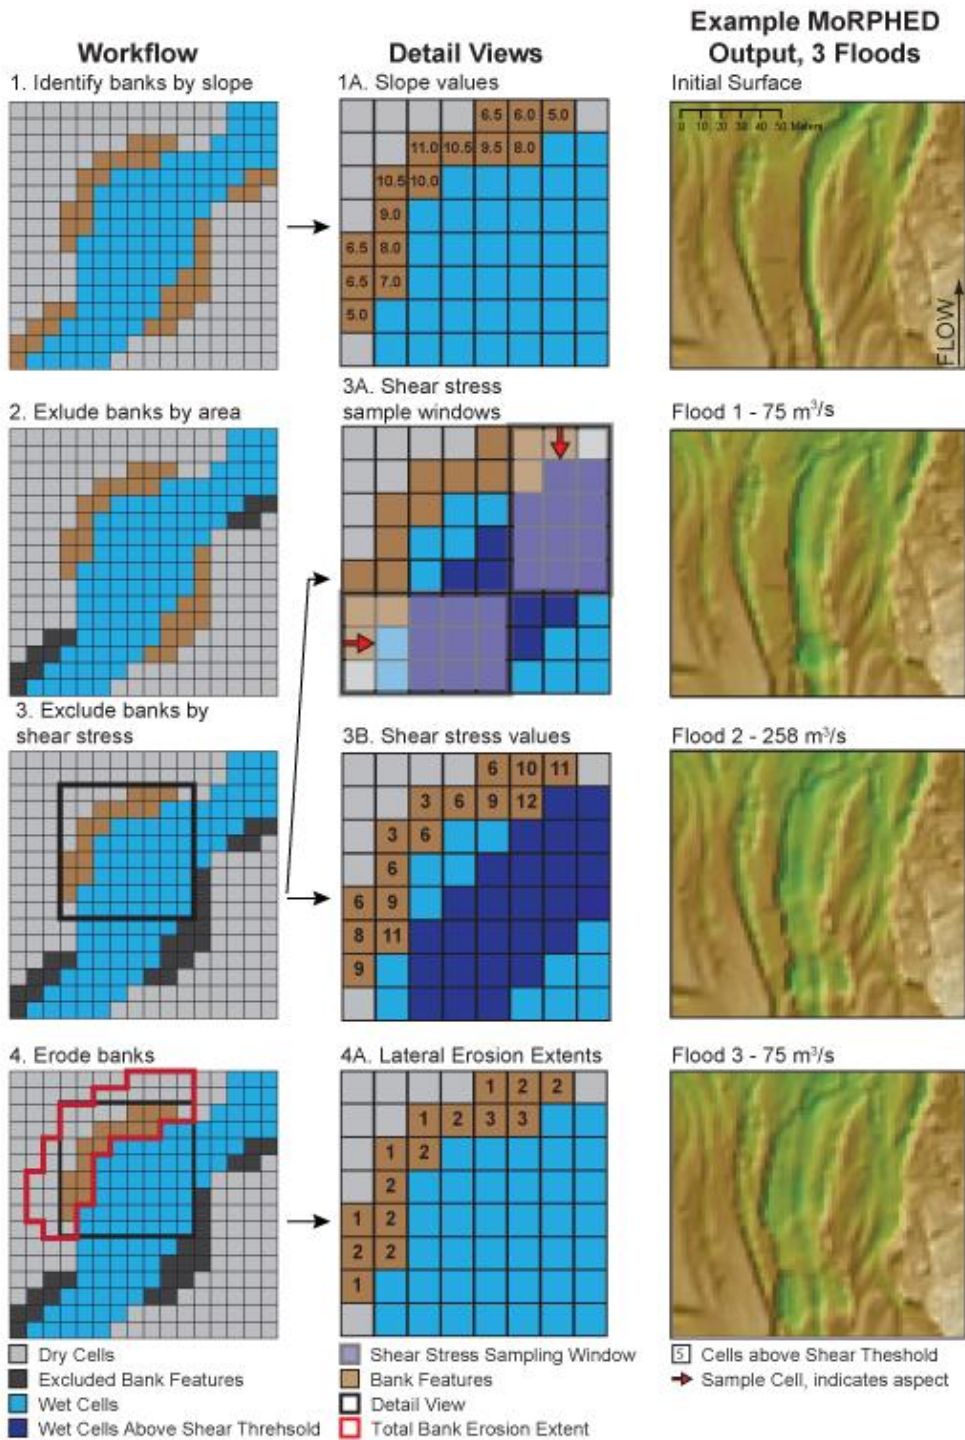 Workflow
1. Identify banks by slope
2. Exlude banks by area
3. Exclude banks by
shear stress
4. Erode banks
Detail Views
1A. Slope values
6.5 6.0 5.0
11.0 10.5 9.5 8.0
10.5 10.0
9.0
6.5 8.0
6.5 7.0
5.0
3A. Shear stress
sample windows
3B. Shear stress values
6 10 11
3 6 9 12
3 6
6
6 9
8 11
9
4A. Lateral Erosion Extents
1 2 2
1 2 3 3
1 2
2
1 2
2 2
1
Example MoRPHED
Output, 3 Floods
Initial Surface
0 10 20 30 40 50 Meters
FLOW
Flood 1 - 75 m³/s
Flood 2 - 258 m³/s
Flood 3 - 75 m³/s
Dry Cells
Excluded Bank Features
Wet Cells
Wet Cells Above Shear Threhsold
Shear Stress Sampling Window
Bank Features
Detail View
Total Bank Erosion Extent
5 Cells above Shear Theshold
Sample Cell, indicates aspect